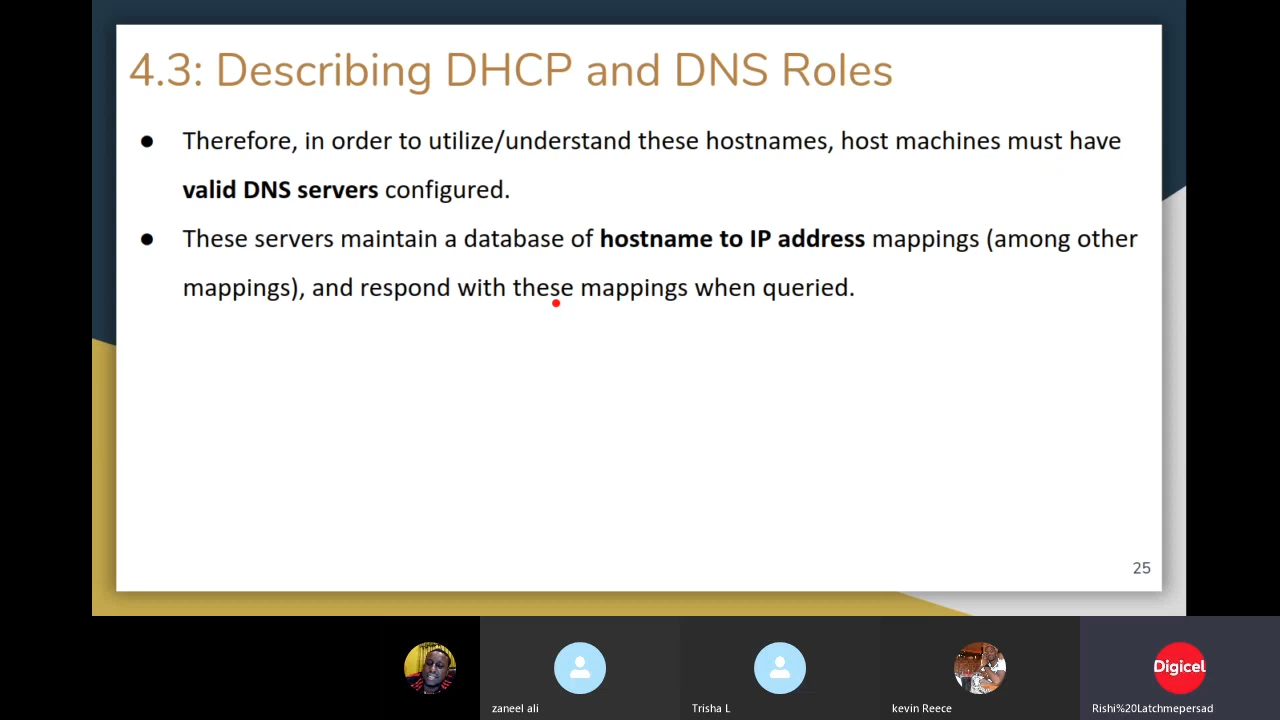 4.3: Describing DHCP and DNS Roles
● Therefore, in order to utilize/understand these hostnames, host machines must have
valid DNS servers configured.
● These servers maintain a database of hostname to IP address mappings (among other
mappings), and respond with these mappings when queried.
25
Digicel
zaneel ali
Trisha L
kevin Reece
Rishi%20Latchmepersad